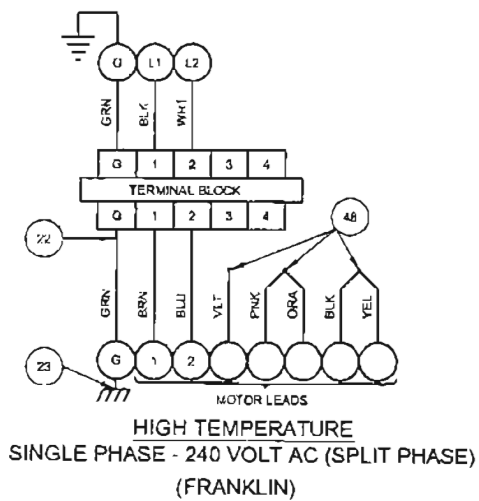 G L1 L2
GRN BLK WHT
G 1 2 3 4
TERMINAL BLOCK
G 1 2 3 4
22
48
GRN BRN BLU VLT PNK ORA BLK YEL
G 1 2
23
MOTOR LEADS
HIGH TEMPERATURE
SINGLE PHASE - 240 VOLT AC (SPLIT PHASE)
(FRANKLIN)